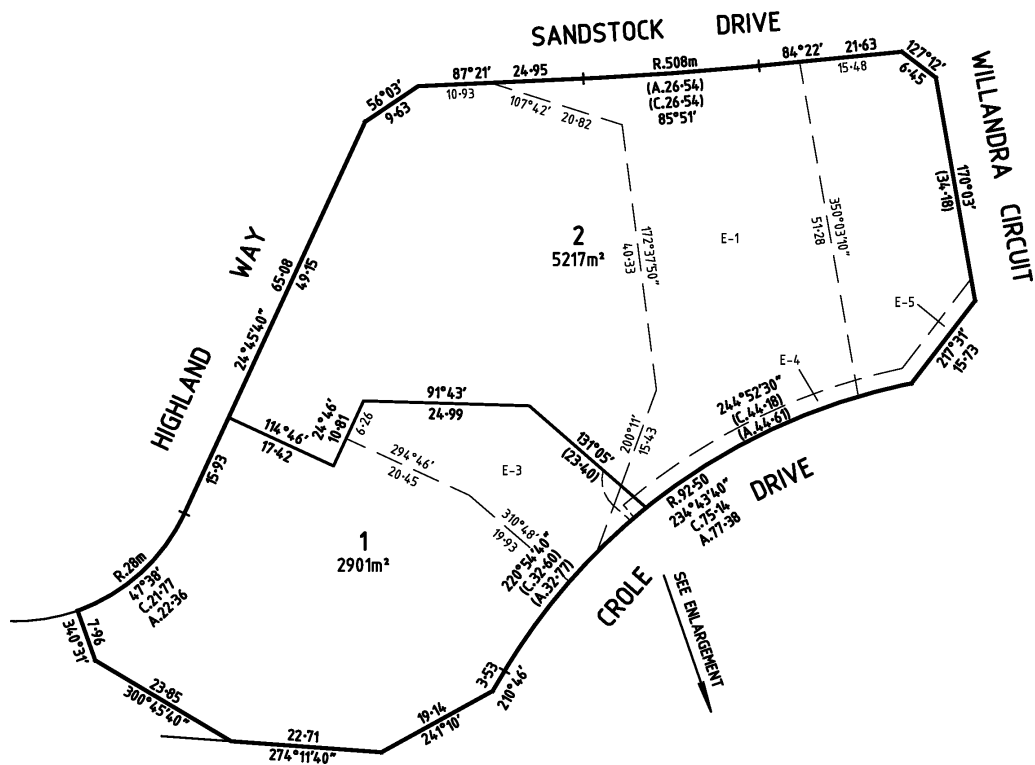 SANDSTOCK DRIVE
87°21' 24·95
10·93
R.508m
(A.26·54)
(C.26·54)
85°51'
84°22' 21·63
15·48
127°12'
6·45
WILLANDRA CIRCUIT
56°03'
9·63
107°42' 20·82
170°03'
(34·18)
350°03'10"
51·28
172°37'50"
40·33
E-1
2
5217m²
HIGHLAND WAY
65·08
49·15
24°45'40"
E-5
217°31'
15·73
E-4
244°52'30"
(C.44·18)
(A.44·61)
91°43'
24·99
24°46'
10·81
6·26
114°46'
17·42
200°11'
15·43
131°05'
(23·40)
294°46'
20·45
E-3
15·93
R.92·50
234°43'40"
C.75·14
A.77·38
CROLE DRIVE
310°48'
19·93
220°54'40"
(C.32·60)
(A.32·77)
1
2901m²
R.28m
47°38'
C.21·77
A.22·36
SEE ENLARGEMENT
7·96
340°31'
23·85
300°45'40"
3·53
210°46'
19·14
241°10'
22·71
274°11'40"